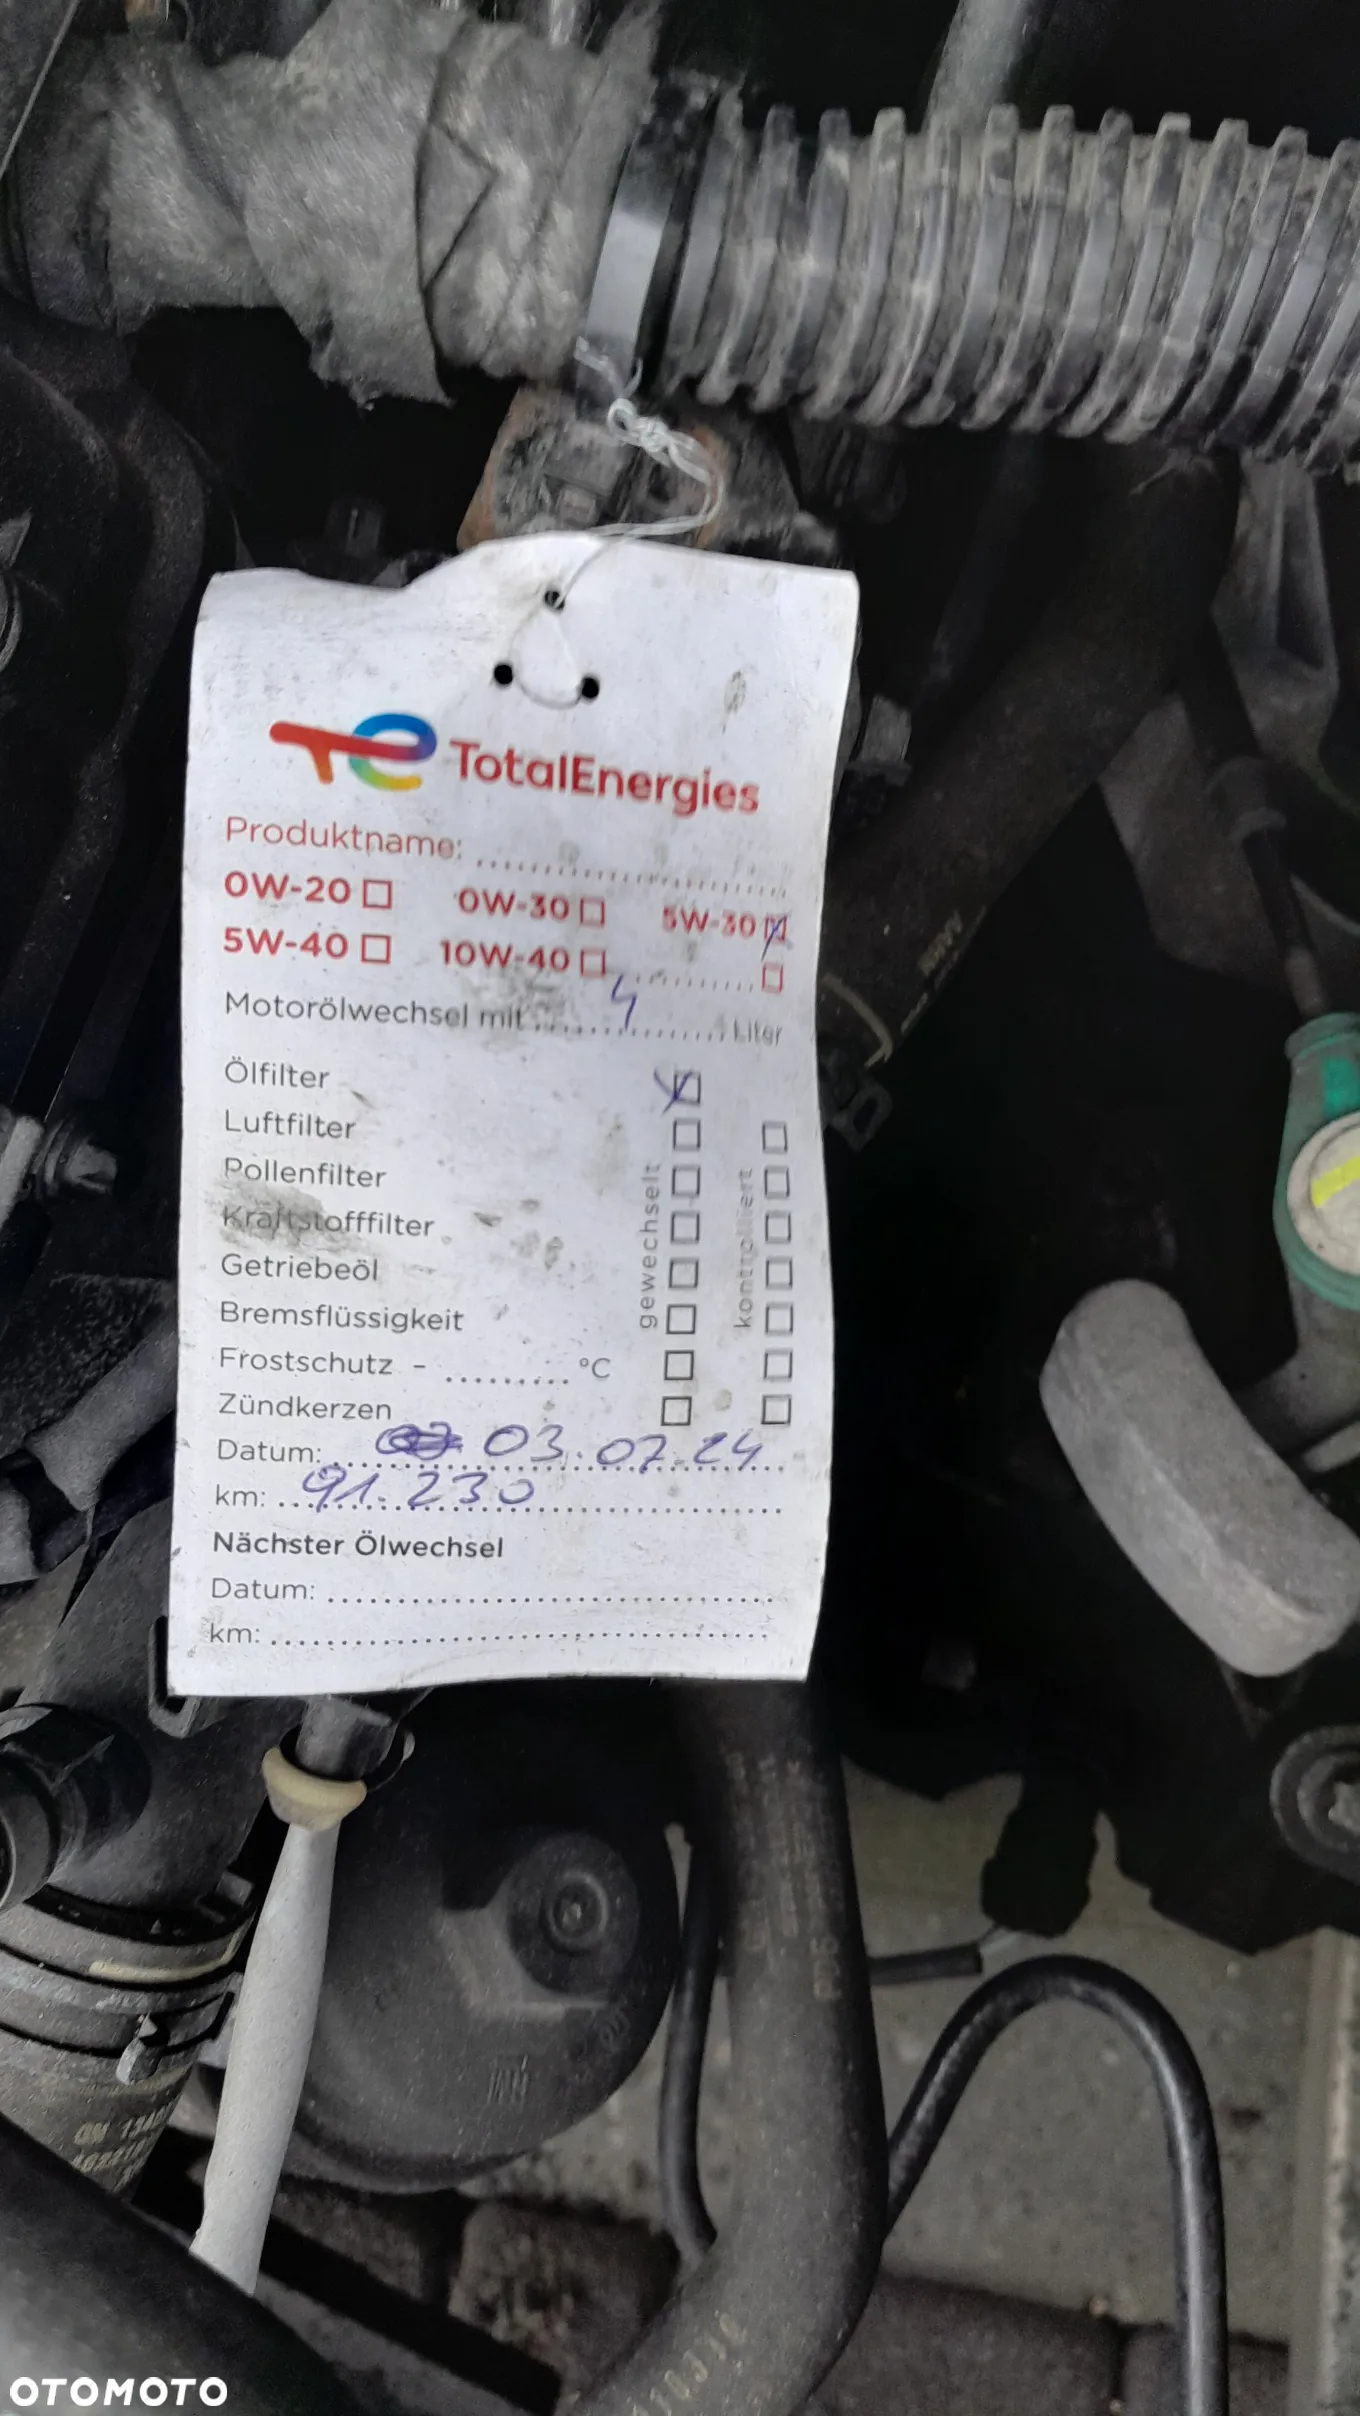 TotalEnergies
Produktname:
0W-20 0W-30 5W-30
5W-40 10W-40
Motorölwechsel mit 4 Liter
Ölfilter
Luftfilter
Pollenfilter
Kraftstofffilter
Getriebeöl
Bremsflüssigkeit
Frostschutz - °C
Zündkerzen
gewechselt
kontrolliert
Datum: 03.07.24
km: 91.230
Nächster Ölwechsel
Datum:
km:
OTOMOTO